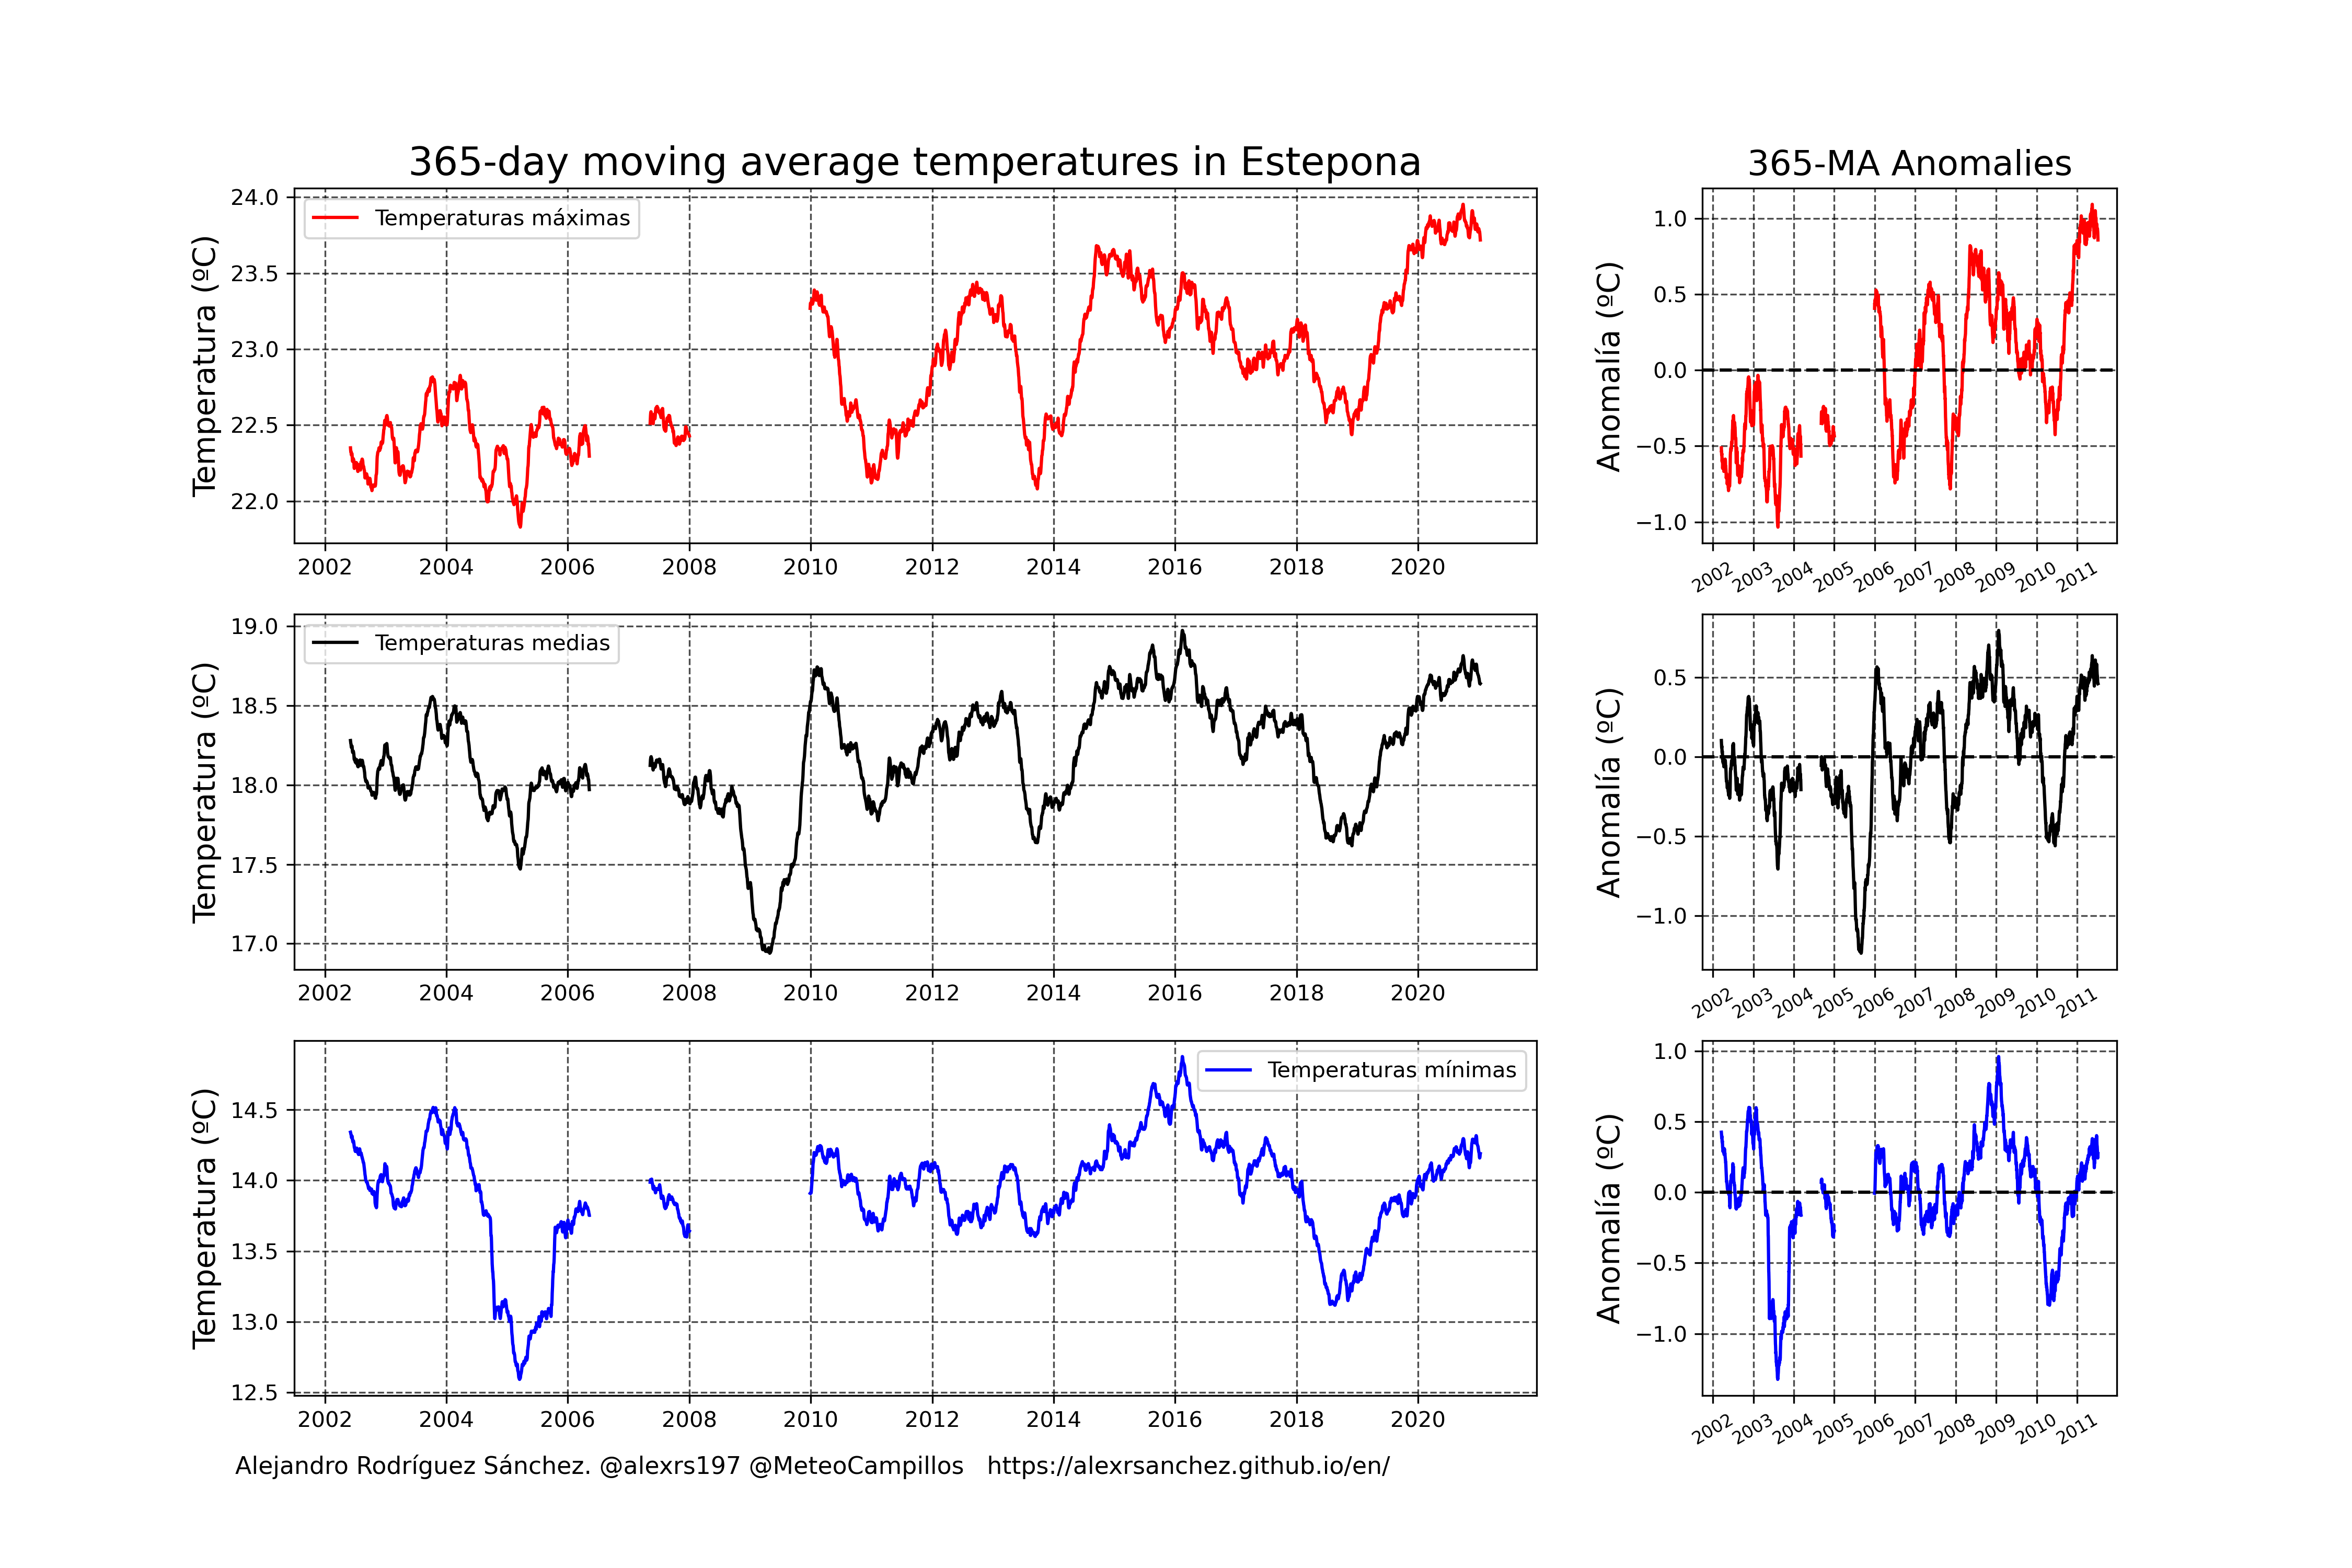 365-day moving average temperatures in Estepona
Temperatura (ºC)
24.0
23.5
23.0
22.5
22.0
Temperaturas máximas
2002 2004 2006 2008 2010 2012 2014 2016 2018 2020
365-MA Anomalies
Anomalía (ºC)
1.0
0.5
0.0
−0.5
−1.0
2002 2003 2004 2005 2006 2007 2008 2009 2010 2011
Temperatura (ºC)
19.0
18.5
18.0
17.5
17.0
Temperaturas medias
2002 2004 2006 2008 2010 2012 2014 2016 2018 2020
Anomalía (ºC)
0.5
0.0
−0.5
−1.0
2002 2003 2004 2005 2006 2007 2008 2009 2010 2011
Temperatura (ºC)
14.5
14.0
13.5
13.0
12.5
Temperaturas mínimas
2002 2004 2006 2008 2010 2012 2014 2016 2018 2020
Anomalía (ºC)
1.0
0.5
0.0
−0.5
−1.0
2002 2003 2004 2005 2006 2007 2008 2009 2010 2011
Alejandro Rodríguez Sánchez. @alexrs197 @MeteoCampillos https://alexrsanchez.github.io/en/